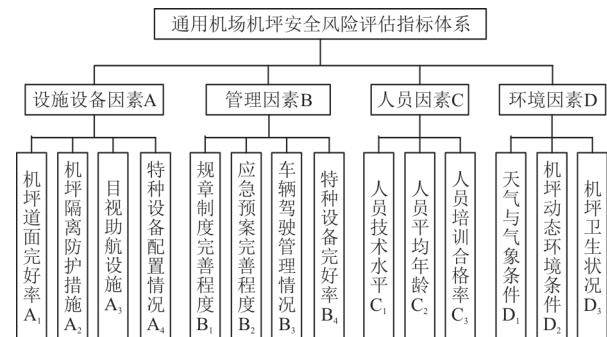 通用机场机坪安全风险评估指标体系
设施设备因素A
管理因素B
人员因素C
环境因素D
机坪道面完好率A₁
机坪隔离防护措施A₂
目视助航设施A₃
特种设备配置情况A₄
规章制度完善程度B₁
应急预案完善程度B₂
车辆驾驶管理情况B₃
特种设备完好率B₄
人员技术水平C₁
人员平均年龄C₂
人员培训合格率C₃
天气与气象条件D₁
机坪动态环境条件D₂
机坪卫生状况D₃